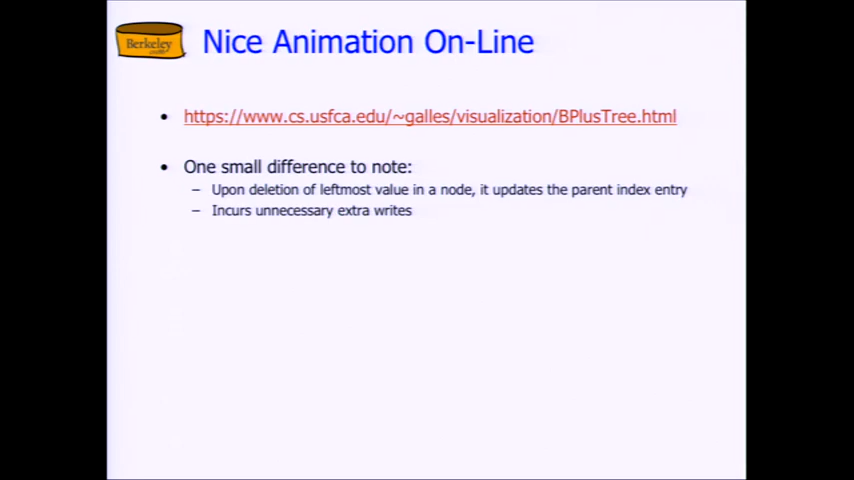 Berkeley
Nice Animation On-Line
• https://www.cs.usfca.edu/~galles/visualization/BPlusTree.html
• One small difference to note:
– Upon deletion of leftmost value in a node, it updates the parent index entry
– Incurs unnecessary extra writes